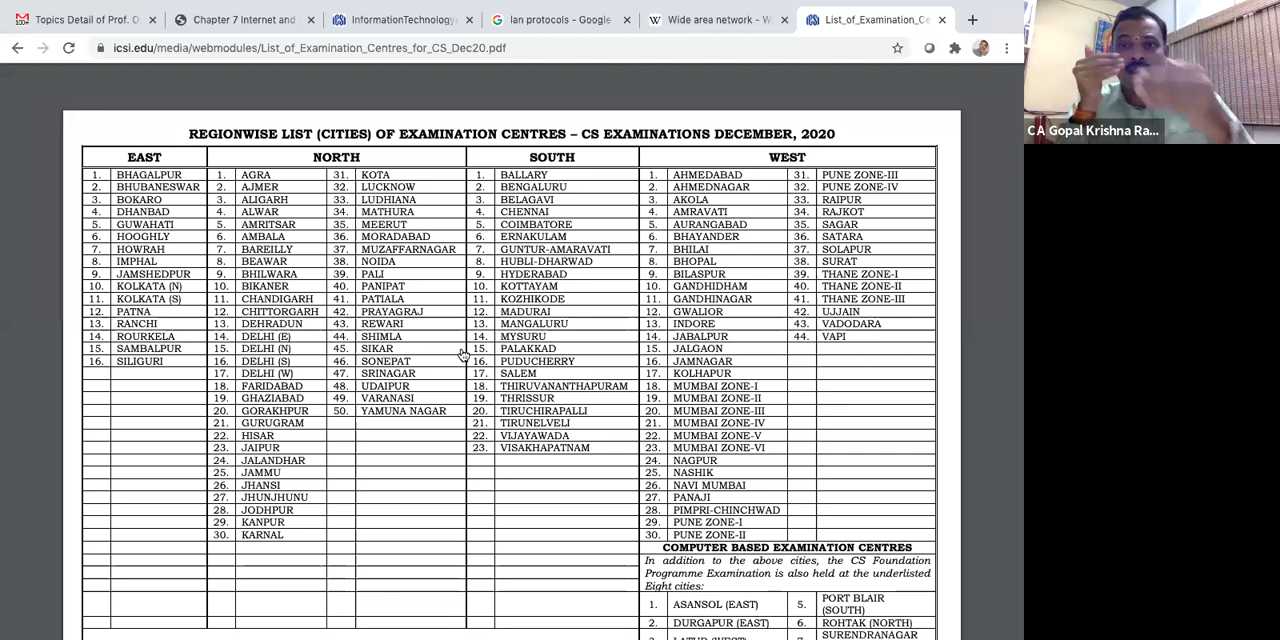 Topics Detail of Prof. O
Chapter 7 Internet and
InformationTechnology
lan protocols - Google
Wide area network - W
List_of_Examination_Ce
icsi.edu/media/webmodules/List_of_Examination_Centres_for_CS_Dec20.pdf
CA Gopal Krishna Ra...
REGIONWISE LIST (CITIES) OF EXAMINATION CENTRES – CS EXAMINATIONS DECEMBER, 2020
EAST NORTH SOUTH WEST
1. BHAGALPUR 1. AGRA 31. KOTA 1. BALLARY 1. AHMEDABAD 31. PUNE ZONE-III
2. BHUBANESWAR 2. AJMER 32. LUCKNOW 2. BENGALURU 2. AHMEDNAGAR 32. PUNE ZONE-IV
3. BOKARO 3. ALIGARH 33. LUDHIANA 3. BELAGAVI 3. AKOLA 33. RAIPUR
4. DHANBAD 4. ALWAR 34. MATHURA 4. CHENNAI 4. AMRAVATI 34. RAJKOT
5. GUWAHATI 5. AMRITSAR 35. MEERUT 5. COIMBATORE 5. AURANGABAD 35. SAGAR
6. HOOGHLY 6. AMBALA 36. MORADABAD 6. ERNAKULAM 6. BHAYANDER 36. SATARA
7. HOWRAH 7. BAREILLY 37. MUZAFFARNAGAR 7. GUNTUR-AMARAVATI 7. BHILAI 37. SOLAPUR
8. IMPHAL 8. BEAWAR 38. NOIDA 8. HUBLI-DHARWAD 8. BHOPAL 38. SURAT
9. JAMSHEDPUR 9. BHILWARA 39. PALI 9. HYDERABAD 9. BILASPUR 39. THANE ZONE-I
10. KOLKATA (N) 10. BIKANER 40. PANIPAT 10. KOTTAYAM 10. GANDHIDHAM 40. THANE ZONE-II
11. KOLKATA (S) 11. CHANDIGARH 41. PATIALA 11. KOZHIKODE 11. GANDHINAGAR 41. THANE ZONE-III
12. PATNA 12. CHITTORGARH 42. PRAYAGRAJ 12. MADURAI 12. GWALIOR 42. UJJAIN
13. RANCHI 13. DEHRADUN 43. REWARI 13. MANGALURU 13. INDORE 43. VADODARA
14. ROURKELA 14. DELHI (E) 44. SHIMLA 14. MYSURU 14. JABALPUR 44. VAPI
15. SAMBALPUR 15. DELHI (N) 45. SIKAR 15. PALAKKAD 15. JALGAON
16. SILIGURI 16. DELHI (S) 46. SONEPAT 16. PUDUCHERRY 16. JAMNAGAR
17. DELHI (W) 47. SRINAGAR 17. SALEM 17. KOLHAPUR
18. FARIDABAD 48. UDAIPUR 18. THIRUVANANTHAPURAM 18. MUMBAI ZONE-I
19. GHAZIABAD 49. VARANASI 19. THRISSUR 19. MUMBAI ZONE-II
20. GORAKHPUR 50. YAMUNA NAGAR 20. TIRUCHIRAPALLI 20. MUMBAI ZONE-III
21. GURUGRAM 21. TIRUNELVELI 21. MUMBAI ZONE-IV
22. HISAR 22. VIJAYAWADA 22. MUMBAI ZONE-V
23. JAIPUR 23. VISAKHAPATNAM 23. MUMBAI ZONE-VI
24. JALANDHAR 24. NAGPUR
25. JAMMU 25. NASHIK
26. JHANSI 26. NAVI MUMBAI
27. JHUNJHUNU 27. PANAJI
28. JODHPUR 28. PIMPRI-CHINCHWAD
29. KANPUR 29. PUNE ZONE-I
30. KARNAL 30. PUNE ZONE-II
COMPUTER BASED EXAMINATION CENTRES
In addition to the above cities, the CS Foundation
Programme Examination is also held at the underlisted
Eight cities:
1. ASANSOL (EAST) 5. PORT BLAIR
(SOUTH)
2. DURGAPUR (EAST) 6. ROHTAK (NORTH)
SURENDRANAGAR